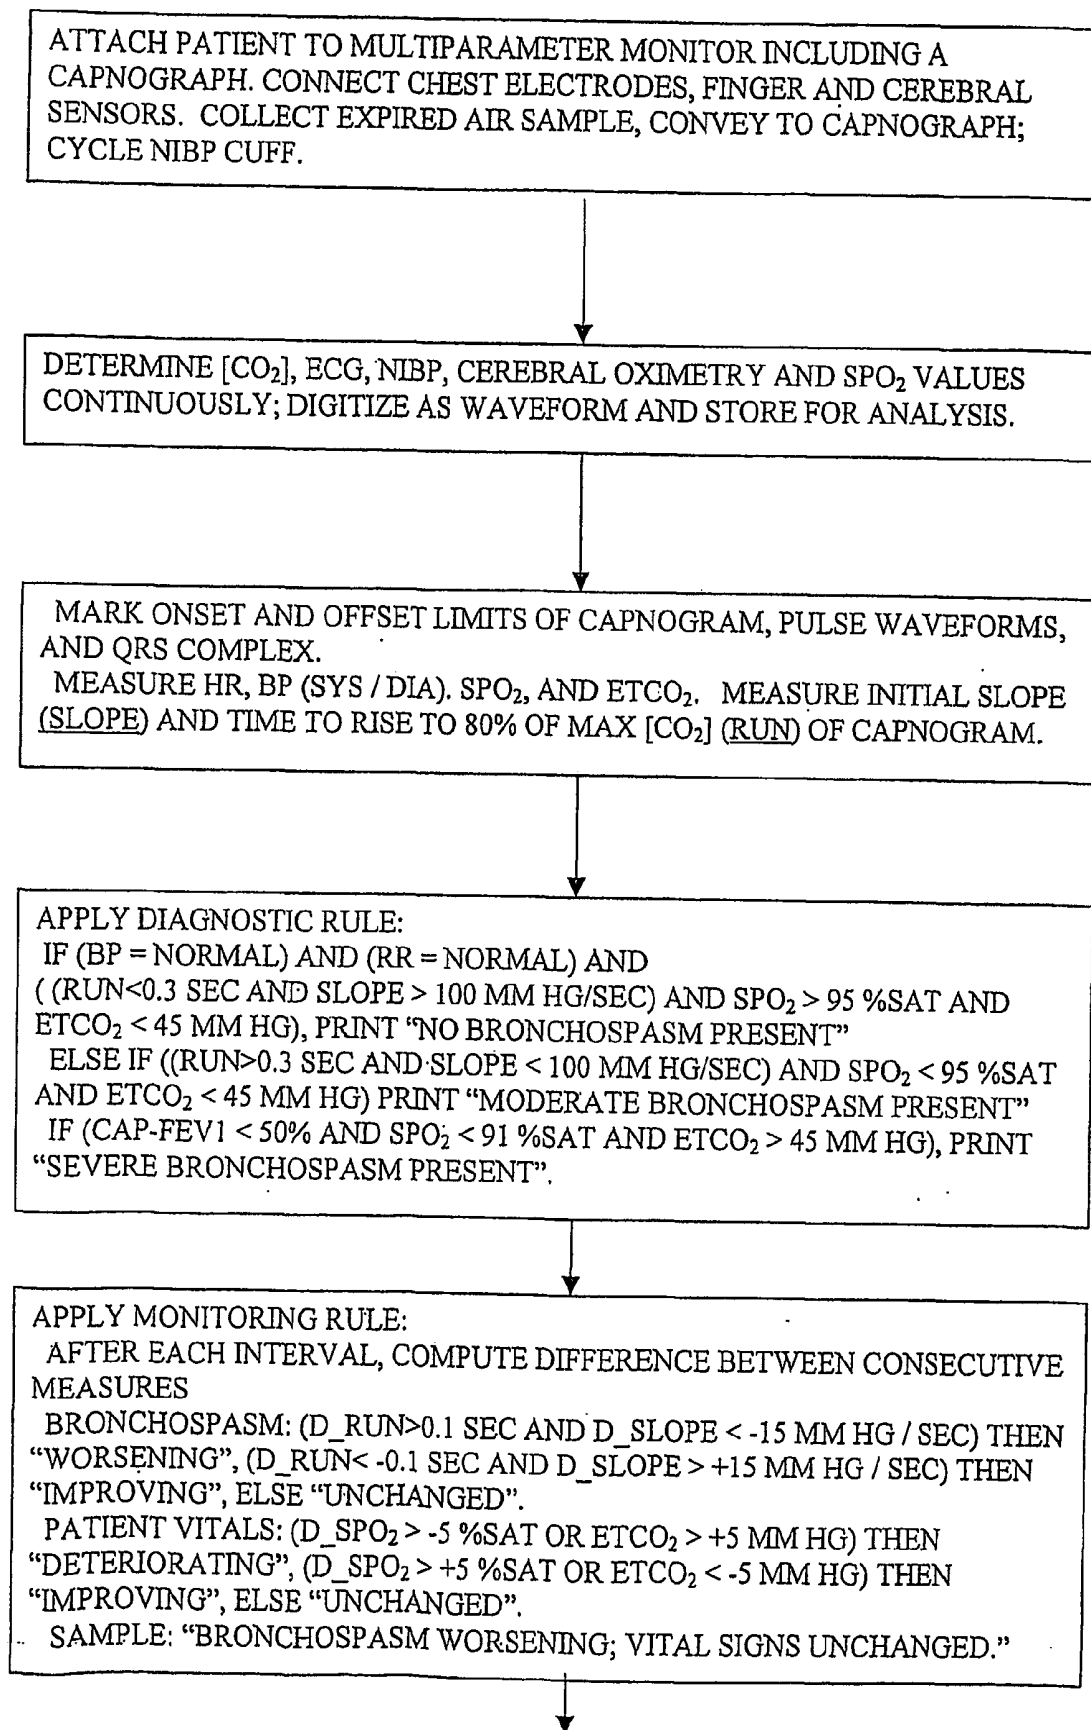 ATTACH PATIENT TO MULTIPARAMETER MONITOR INCLUDING A
CAPNOGRAPH. CONNECT CHEST ELECTRODES, FINGER AND CEREBRAL
SENSORS. COLLECT EXPIRED AIR SAMPLE, CONVEY TO CAPNOGRAPH;
CYCLE NIBP CUFF.
DETERMINE [CO₂], ECG, NIBP, CEREBRAL OXIMETRY AND SPO₂ VALUES
CONTINUOUSLY; DIGITIZE AS WAVEFORM AND STORE FOR ANALYSIS.
MARK ONSET AND OFFSET LIMITS OF CAPNOGRAM, PULSE WAVEFORMS,
AND QRS COMPLEX.
MEASURE HR, BP (SYS / DIA). SPO₂, AND ETCO₂. MEASURE INITIAL SLOPE
(SLOPE) AND TIME TO RISE TO 80% OF MAX [CO₂] (RUN) OF CAPNOGRAM.
APPLY DIAGNOSTIC RULE:
IF (BP = NORMAL) AND (RR = NORMAL) AND
( (RUN<0.3 SEC AND SLOPE > 100 MM HG/SEC) AND SPO₂ > 95 %SAT AND
ETCO₂ < 45 MM HG), PRINT “NO BRONCHOSPASM PRESENT”
ELSE IF ((RUN>0.3 SEC AND SLOPE < 100 MM HG/SEC) AND SPO₂ < 95 %SAT
AND ETCO₂ < 45 MM HG) PRINT “MODERATE BRONCHOSPASM PRESENT”
IF (CAP-FEV1 < 50% AND SPO₂ < 91 %SAT AND ETCO₂ > 45 MM HG), PRINT
“SEVERE BRONCHOSPASM PRESENT”.
APPLY MONITORING RULE:
AFTER EACH INTERVAL, COMPUTE DIFFERENCE BETWEEN CONSECUTIVE
MEASURES
BRONCHOSPASM: (D_RUN>0.1 SEC AND D_SLOPE < -15 MM HG / SEC) THEN
“WORSENING”, (D_RUN< -0.1 SEC AND D_SLOPE > +15 MM HG / SEC) THEN
“IMPROVING”, ELSE “UNCHANGED”.
PATIENT VITALS: (D_SPO₂ > -5 %SAT OR ETCO₂ > +5 MM HG) THEN
“DETERIORATING”, (D_SPO₂ > +5 %SAT OR ETCO₂ < -5 MM HG) THEN
“IMPROVING”, ELSE “UNCHANGED”.
SAMPLE: “BRONCHOSPASM WORSENING; VITAL SIGNS UNCHANGED.”